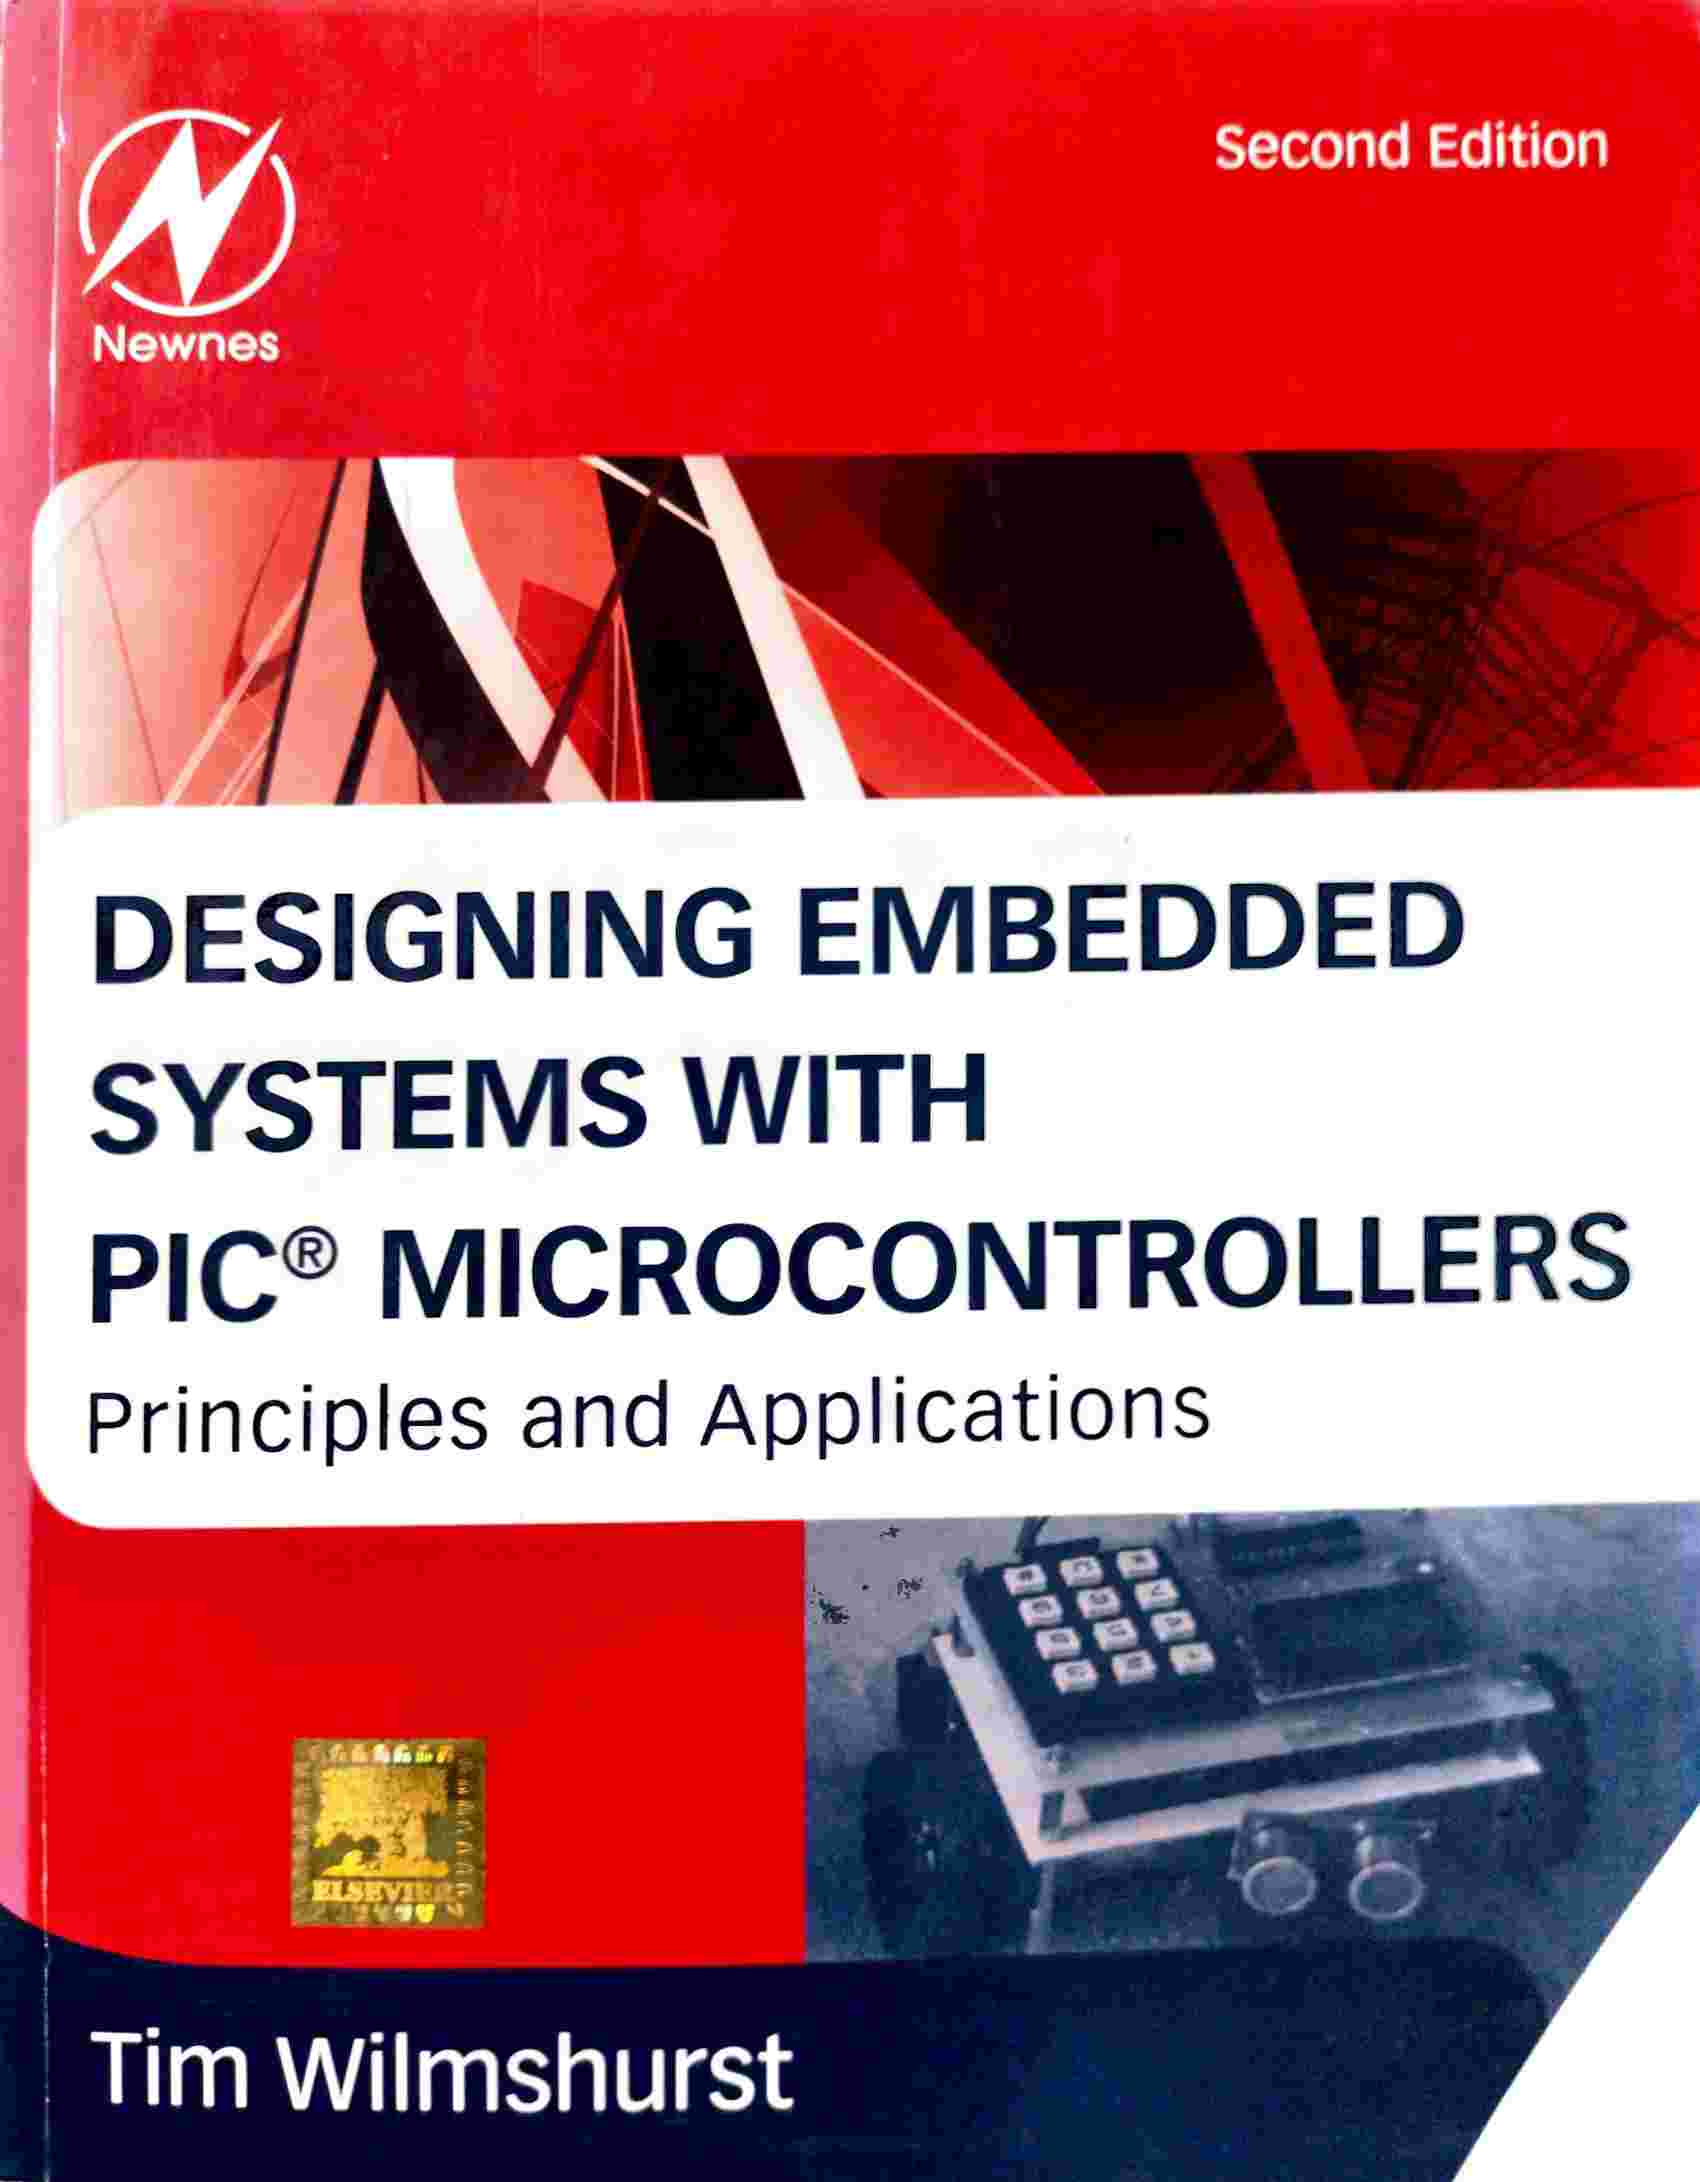 Second Edition
Newnes
DESIGNING EMBEDDED
SYSTEMS WITH
PIC® MICROCONTROLLERS
Principles and Applications
ELSEVIER
Tim Wilmshurst